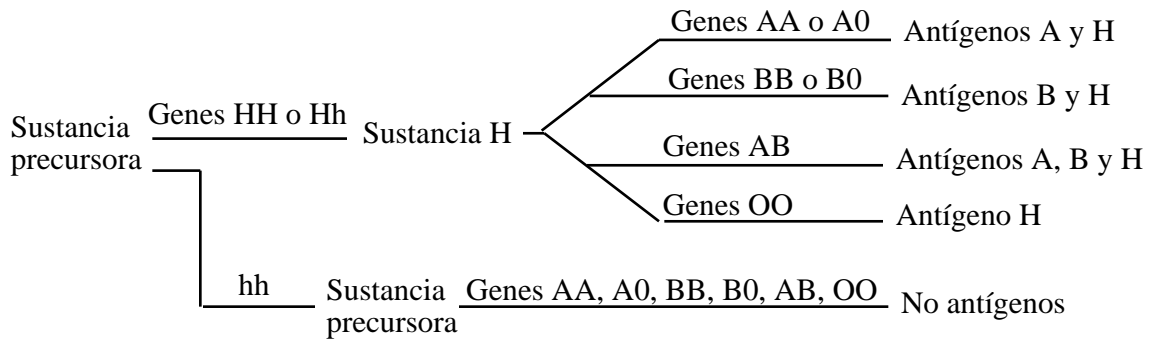 Genes AA o A0 Antígenos A y H
Genes BB o B0 Antígenos B y H
Sustancia precursora Genes HH o Hh Sustancia H
Genes AB Antígenos A, B y H
Genes OO Antígeno H
hh Sustancia precursora Genes AA, A0, BB, B0, AB, OO No antígenos